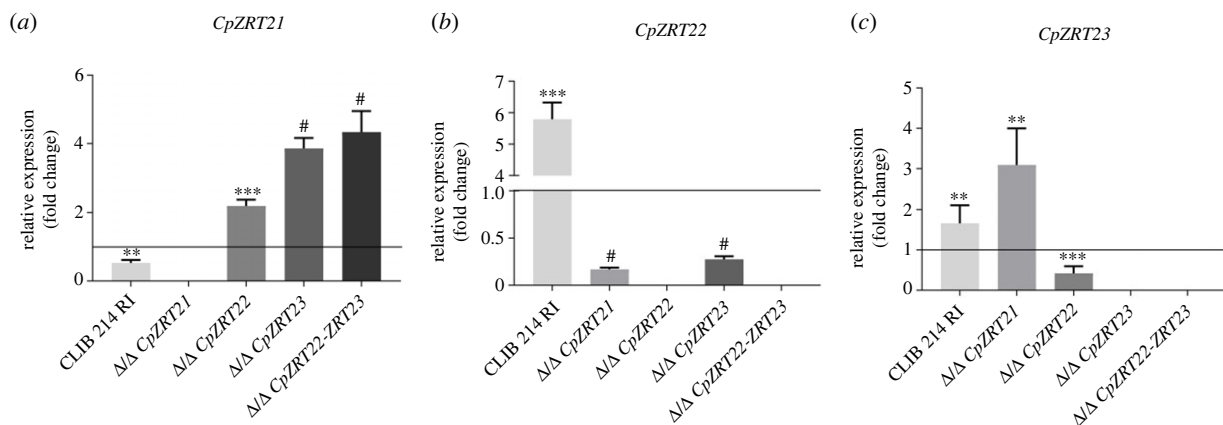 (a)
CpZRT21
relative expression
(fold change)
6
4
2
0
**
***
#
#
CLIB 214 RI
Δ/Δ CpZRT21
Δ/Δ CpZRT22
Δ/Δ CpZRT23
Δ/Δ CpZRT22-ZRT23
(b)
CpZRT22
relative expression
(fold change)
7
6
5
4
1.0
0.5
0
***
#
#
CLIB 214 RI
Δ/Δ CpZRT21
Δ/Δ CpZRT22
Δ/Δ CpZRT23
Δ/Δ CpZRT22-ZRT23
(c)
CpZRT23
relative expression
(fold change)
5
4
3
2
1
0
**
**
***
CLIB 214 RI
Δ/Δ CpZRT21
Δ/Δ CpZRT22
Δ/Δ CpZRT23
Δ/Δ CpZRT22-ZRT23